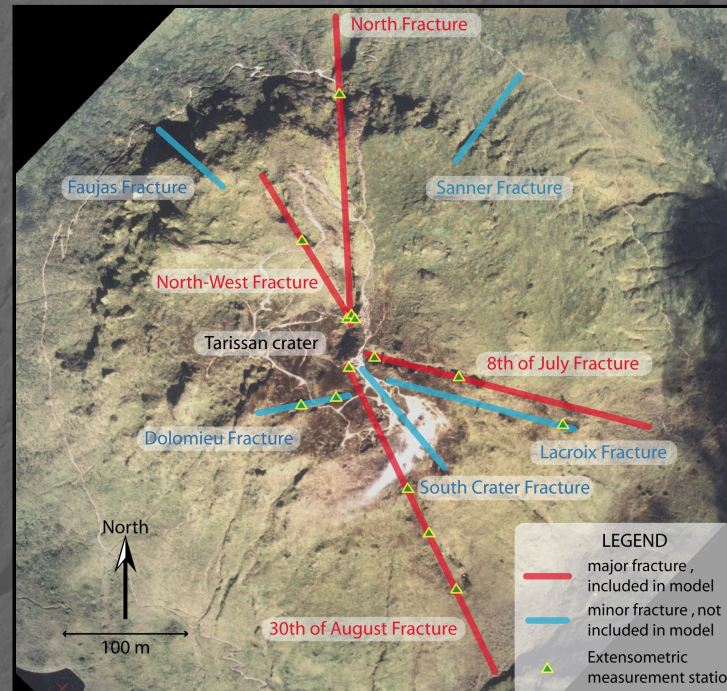 North Fracture
Faujas Fracture
Sanner Fracture
North-West Fracture
Tarissan crater
8th of July Fracture
Dolomieu Fracture
Lacroix Fracture
South Crater Fracture
North
100 m
30th of August Fracture
LEGEND
major fracture ,
included in model
minor fracture , not
included in model
Extensometric
measurement statio